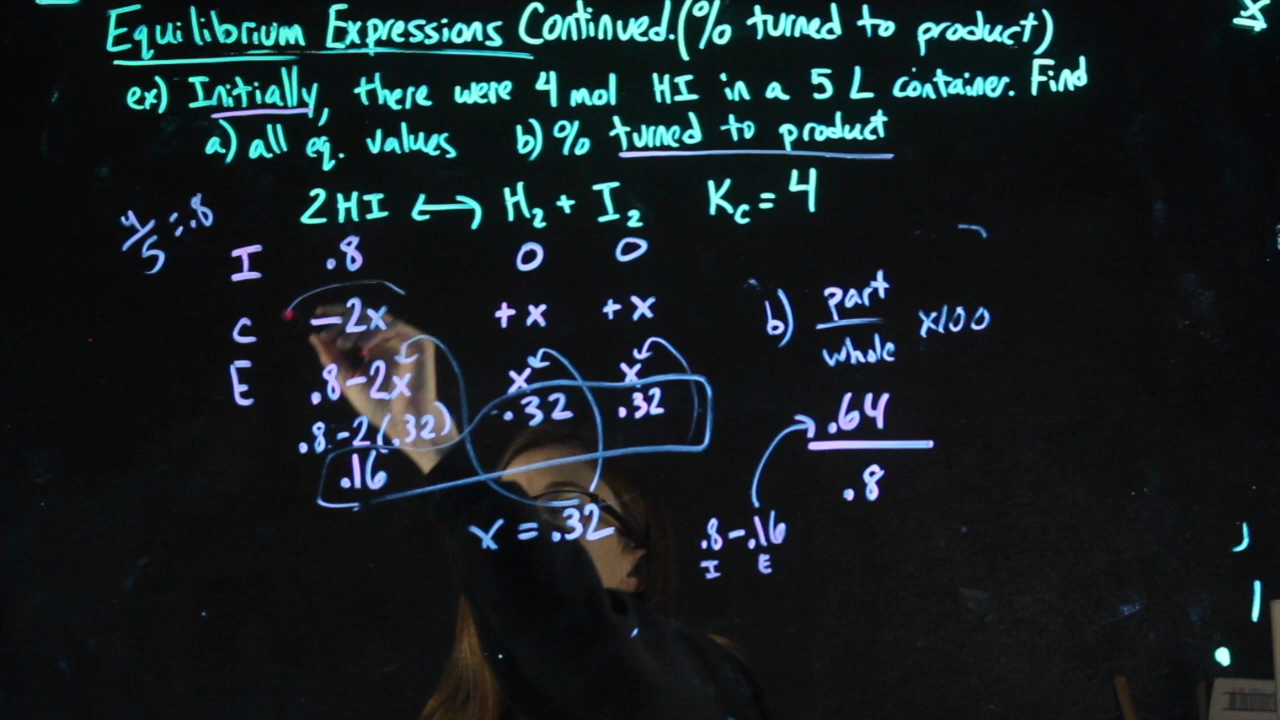 Equilibrium Expressions Continued. (% turned to product)
ex) Initially, there were 4 mol HI in a 5 L container. Find
a) all eq. values b) % turned to product
4/5 = .8
2HI ⟷ H₂ + I₂ Kc = 4
I .8 0 0
C -2x +x +x
E .8-2x x x
.8-2(.32) .32 .32
.16
x = .32
b) part/whole x100
.64/.8
.8-.16
I E